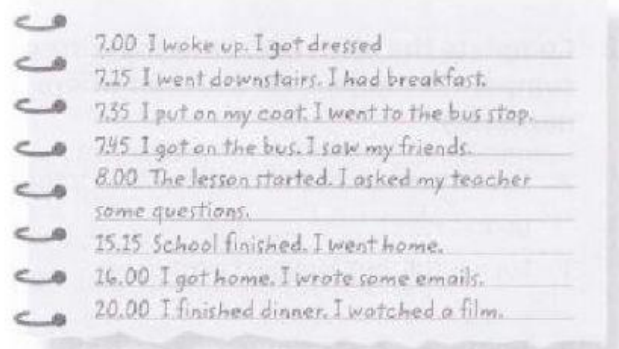 7.00 I woke up. I got dressed
7.15 I went downstairs. I had breakfast.
7.35 I put on my coat. I went to the bus stop.
7.45 I got on the bus. I saw my friends.
8.00 The lesson started. I asked my teacher
some questions.
15.15 School finished. I went home.
16.00 I got home. I wrote some emails.
20.00 I finished dinner. I watched a film.